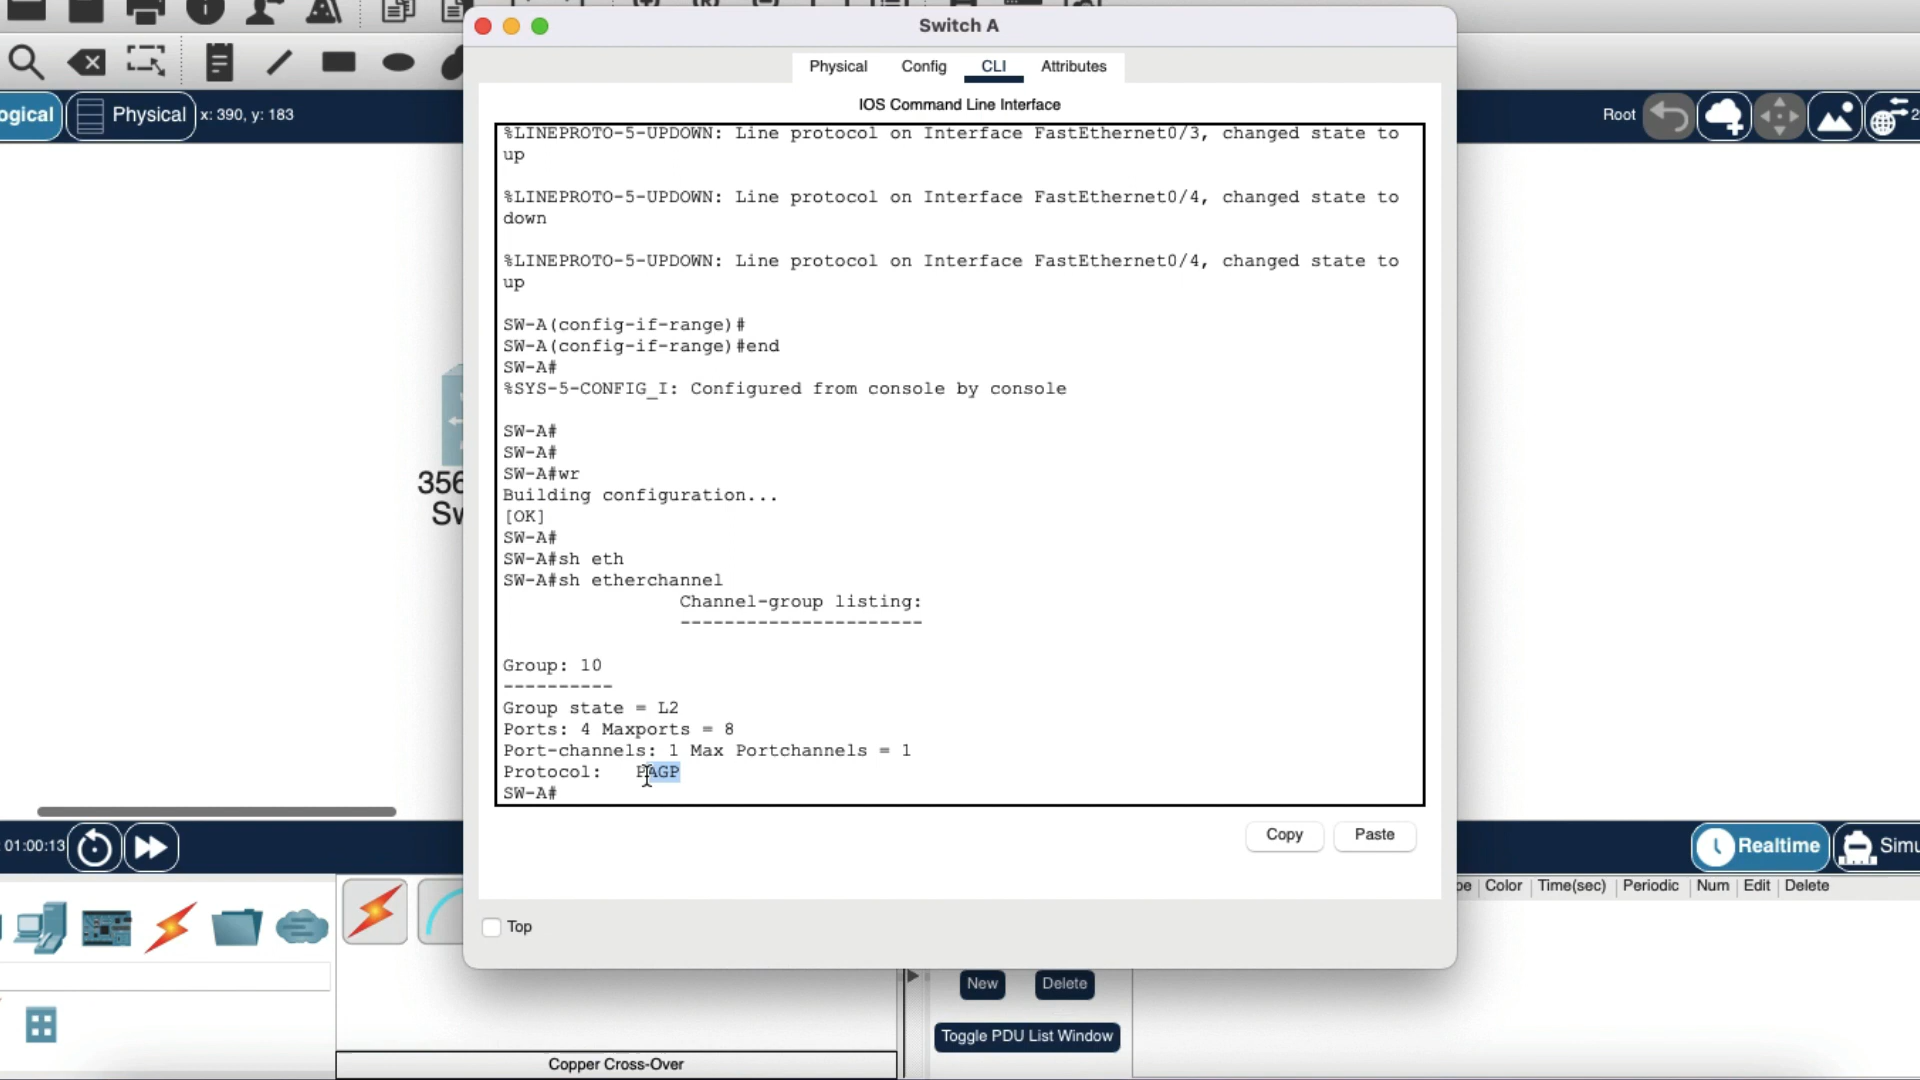 Switch A
Physical Config CLI Attributes
IOS Command Line Interface
ogical
Physical
x: 390, y: 183
Root
%LINEPROTO-5-UPDOWN: Line protocol on Interface FastEthernet0/3, changed state to
up
%LINEPROTO-5-UPDOWN: Line protocol on Interface FastEthernet0/4, changed state to
down
%LINEPROTO-5-UPDOWN: Line protocol on Interface FastEthernet0/4, changed state to
up
SW-A(config-if-range)#
SW-A(config-if-range)#end
SW-A#
%SYS-5-CONFIG_I: Configured from console by console
SW-A#
SW-A#
SW-A#wr
Building configuration...
[OK]
SW-A#
SW-A#sh eth
SW-A#sh etherchannel
Channel-group listing:
----------------------
Group: 10
----------
Group state = L2
Ports: 4 Maxports = 8
Port-channels: 1 Max Portchannels = 1
Protocol: PAGP
SW-A#
356
Sw
Copy
Paste
01:00:13
Realtime
Simu
pe Color Time(sec) Periodic Num Edit Delete
Top
New
Delete
Toggle PDU List Window
Copper Cross-Over